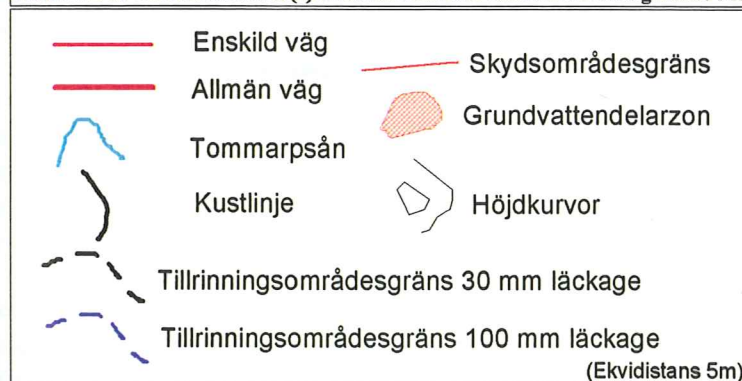 Enskild väg
Skydsområdesgräns
Allmän väg
Grundvattendelarzon
Tommarpsån
Kustlinje
Höjdkurvor
Tillrinningsområdesgräns 30 mm läckage
Tillrinningsområdesgräns 100 mm läckage
(Ekvidistans 5m)